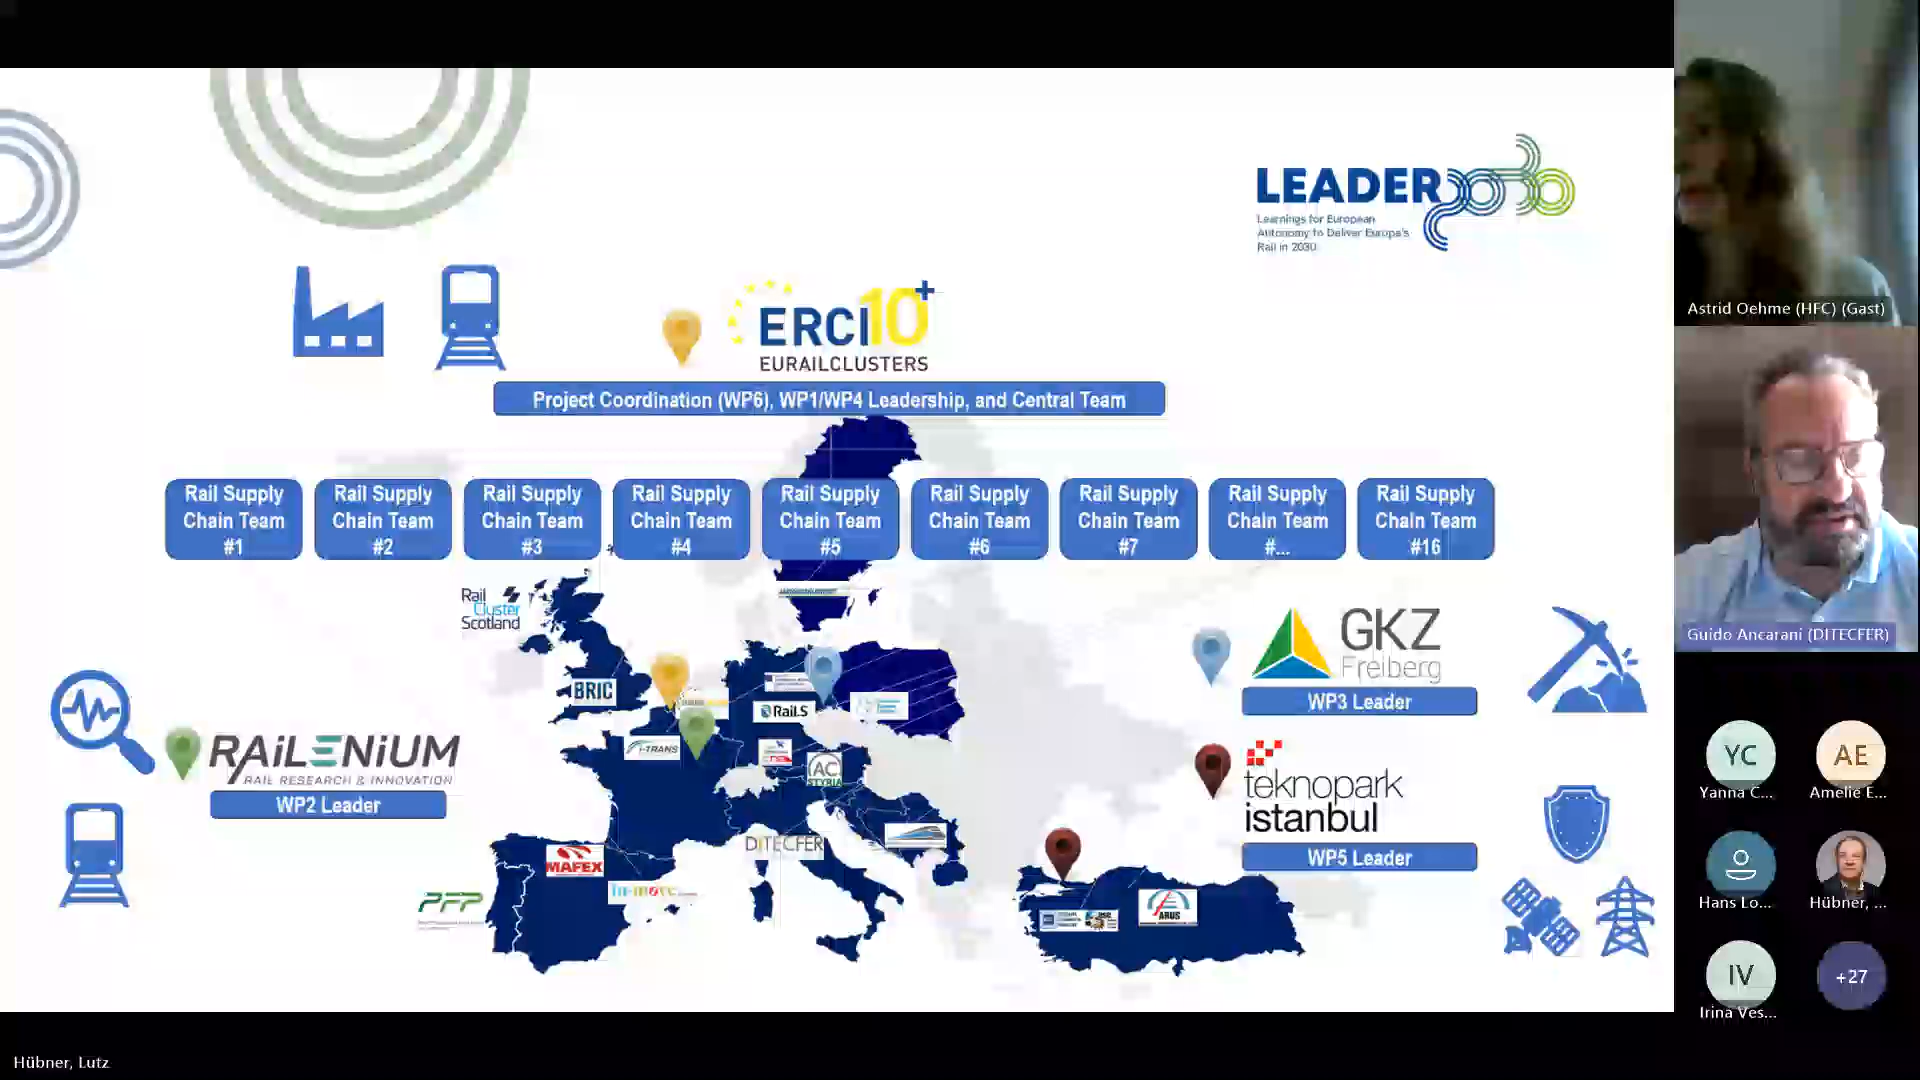 LEADER 2030
Learnings for European
Autonomy to Deliver Europe's
Rail in 2030
ERCI10+
EURAILCLUSTERS
Project Coordination (WP6), WP1/WP4 Leadership, and Central Team
Rail Supply
Chain Team
#1
Rail Supply
Chain Team
#2
Rail Supply
Chain Team
#3
Rail Supply
Chain Team
#4
Rail Supply
Chain Team
#5
Rail Supply
Chain Team
#6
Rail Supply
Chain Team
#7
Rail Supply
Chain Team
#...
Rail Supply
Chain Team
#16
Rail
Cluster
Scotland
BRIC
Rail.S
i-TRANS
AC
STYRIA
DITECFER
MAFEX
in-move
PFP
ARUS
RAiLENiUM
RAIL RESEARCH & INNOVATION
WP2 Leader
GKZ
Freiberg
WP3 Leader
teknopark
istanbul
WP5 Leader
Astrid Oehme (HFC) (Gast)
Guido Ancarani (DITECFER)
YC
Yanna C...
AE
Amelie E...
Hans Lo...
Hübner, ...
IV
Irina Ves...
+27
Hübner, Lutz